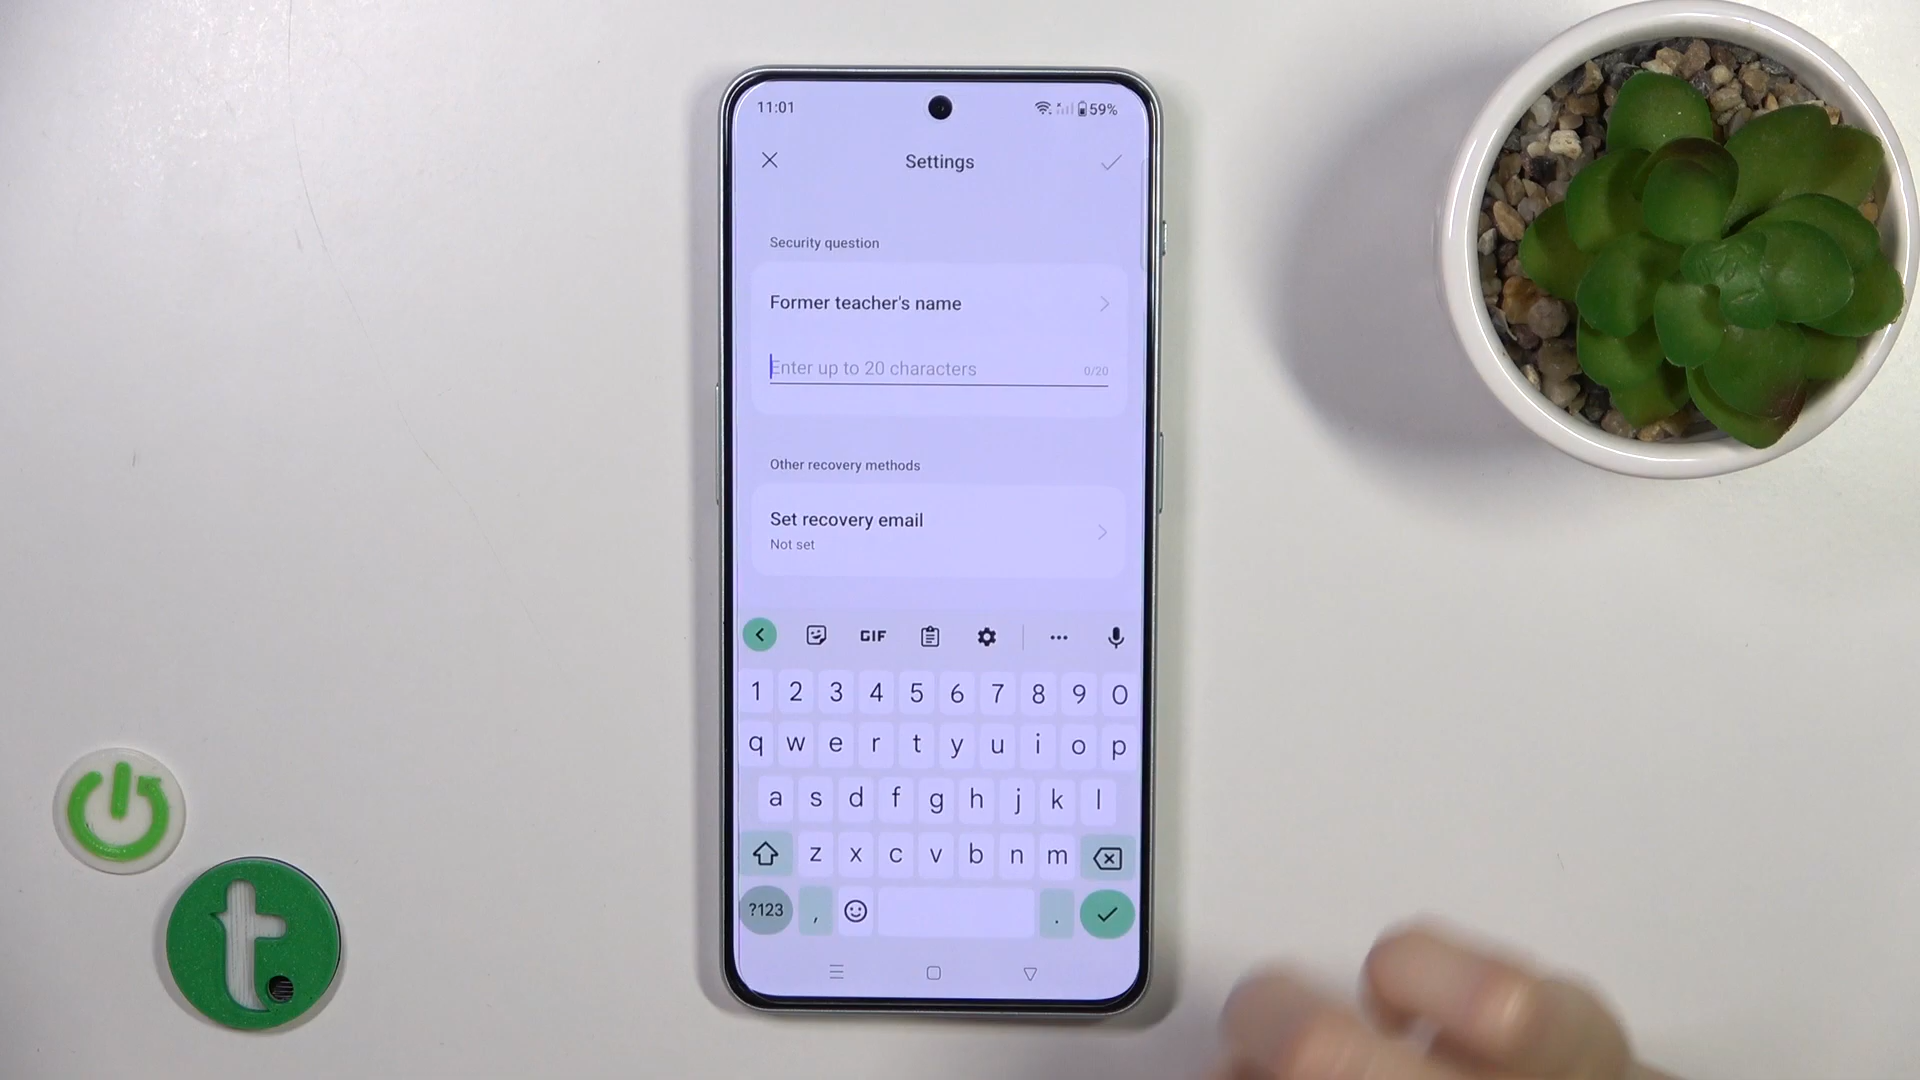 11:01
59%
Settings
Security question
Former teacher's name
Enter up to 20 characters
0/20
Other recovery methods
Set recovery email
Not set
GIF
1 2 3 4 5 6 7 8 9 0
q w e r t y u i o p
a s d f g h j k l
z x c v b n m
?123 , .
t.